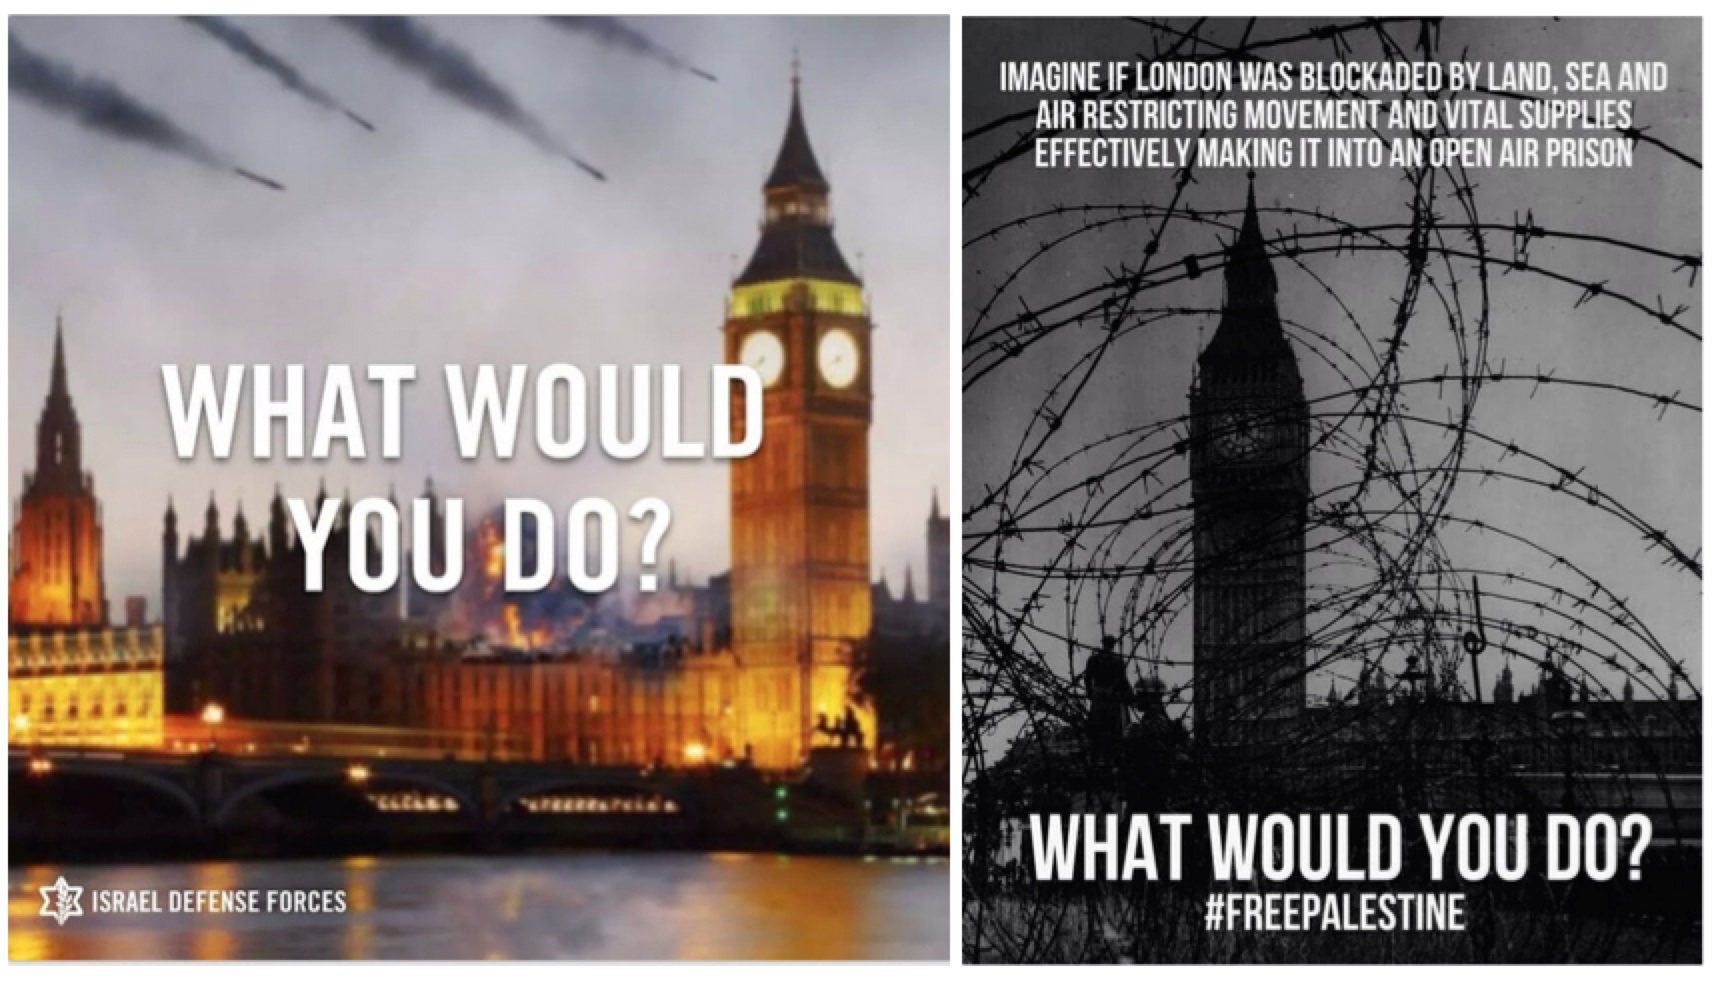 WHAT WOULD
YOU DO?
ISRAEL DEFENSE FORCES
IMAGINE IF LONDON WAS BLOCKADED BY LAND, SEA AND
AIR RESTRICTING MOVEMENT AND VITAL SUPPLIES
EFFECTIVELY MAKING IT INTO AN OPEN AIR PRISON
WHAT WOULD YOU DO?
#FREEPALESTINE